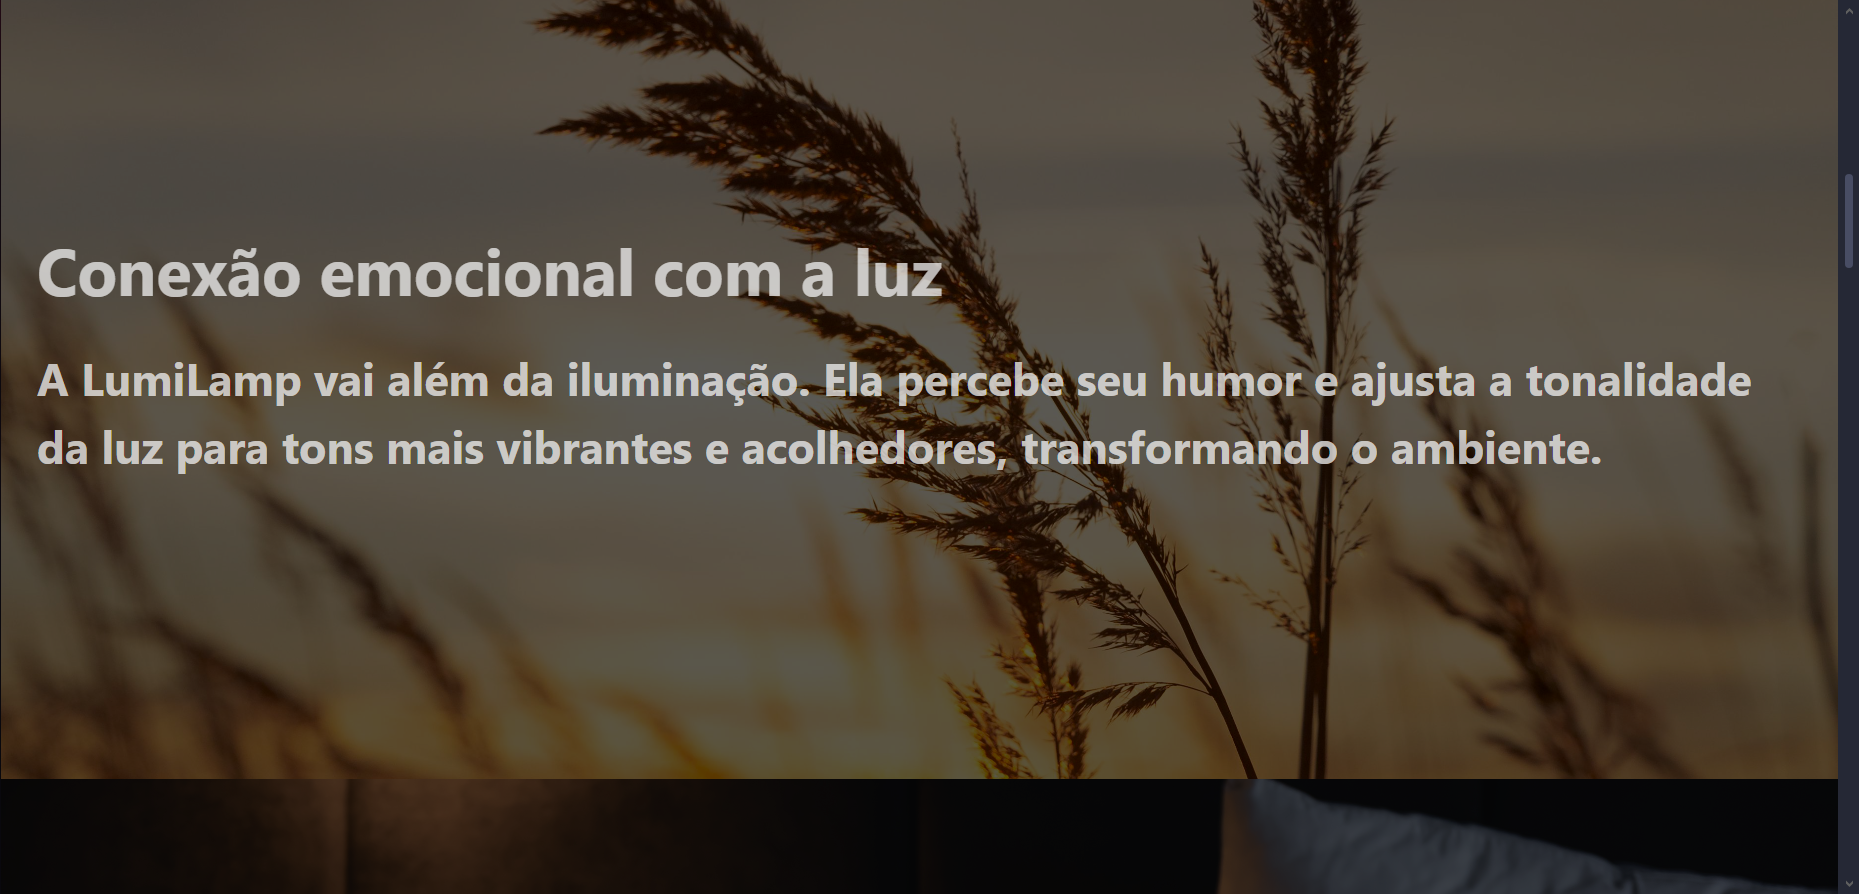 Conexão emocional com a luz
A LumiLamp vai além da iluminação. Ela percebe seu humor e ajusta a tonalidade
da luz para tons mais vibrantes e acolhedores, transformando o ambiente.